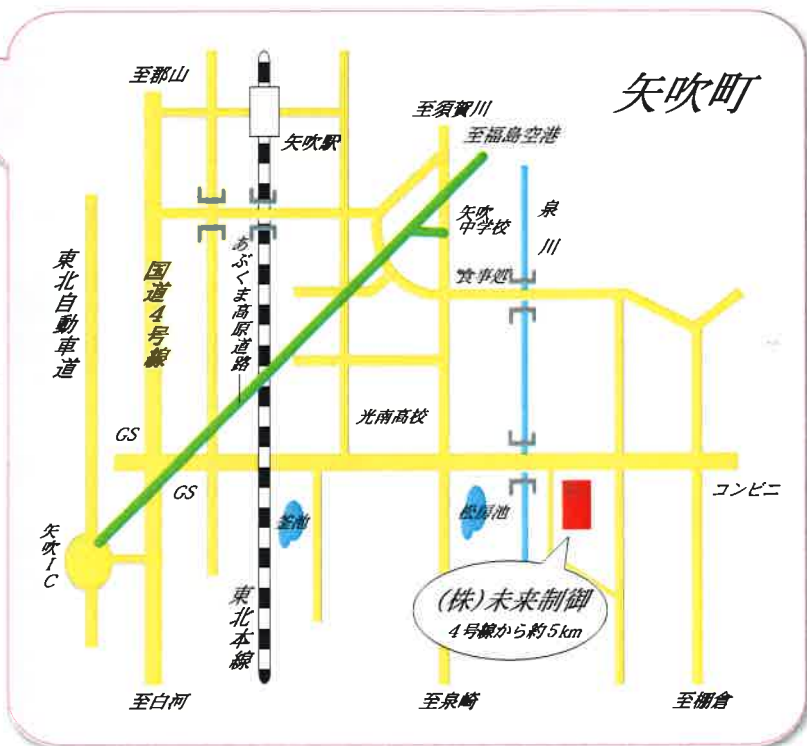 矢吹町
至郡山
至須賀川
至福島空港
矢吹駅
矢吹
中学校
泉川
食事処
東北自動車道
国道4号線
あぶくま高原道路
光南高校
GS
GS
コンビニ
釜池
松房池
矢吹IC
東北本線
(株)未来制御
4号線から約5km
至白河
至泉崎
至棚倉